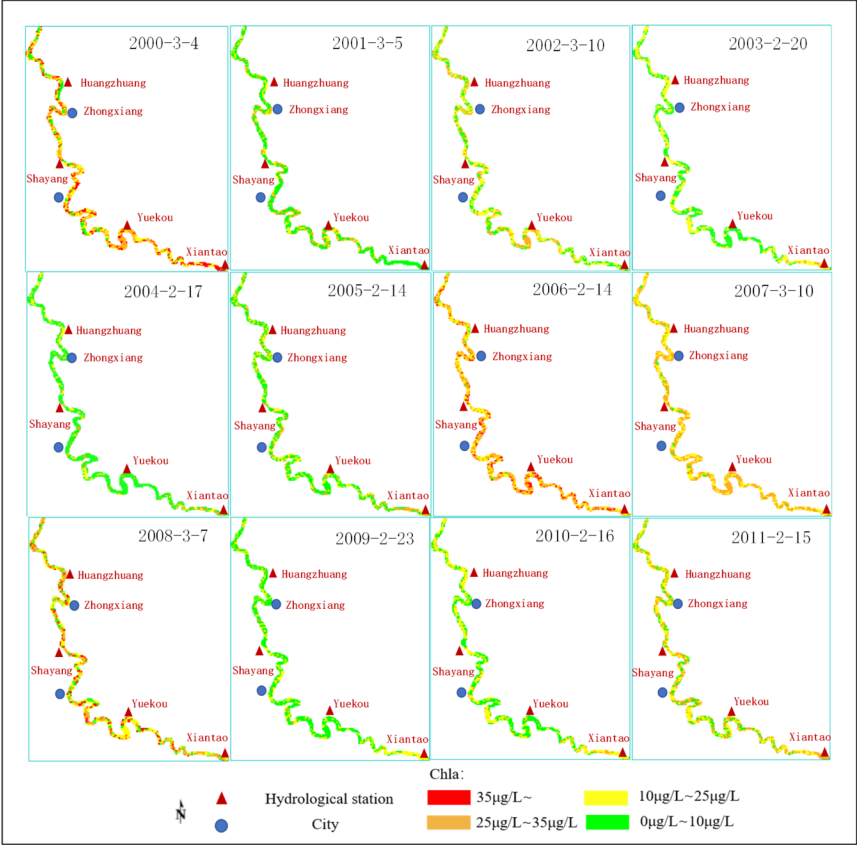 2000-3-4
Huangzhuang
Zhongxiang
Shayang
Yuekou
Xiantao
2001-3-5
Huangzhuang
Zhongxiang
Shayang
Yuekou
Xiantao
2002-3-10
Huangzhuang
Zhongxiang
Shayang
Yuekou
Xiantao
2003-2-20
Huangzhuang
Zhongxiang
Shayang
Yuekou
Xiantao
2004-2-17
Huangzhuang
Zhongxiang
Shayang
Yuekou
Xiantao
2005-2-14
Huangzhuang
Zhongxiang
Shayang
Yuekou
Xiantao
2006-2-14
Huangzhuang
Zhongxiang
Shayang
Yuekou
Xiantao
2007-3-10
Huangzhuang
Zhongxiang
Shayang
Yuekou
Xiantao
2008-3-7
Huangzhuang
Zhongxiang
Shayang
Yuekou
Xiantao
2009-2-23
Huangzhuang
Zhongxiang
Shayang
Yuekou
Xiantao
2010-2-16
Huangzhuang
Zhongxiang
Shayang
Yuekou
Xiantao
2011-2-15
Huangzhuang
Zhongxiang
Shayang
Yuekou
Xiantao
N
Hydrological station
City
Chla:
35μg/L~
10μg/L~25μg/L
25μg/L~35μg/L
0μg/L~10μg/L